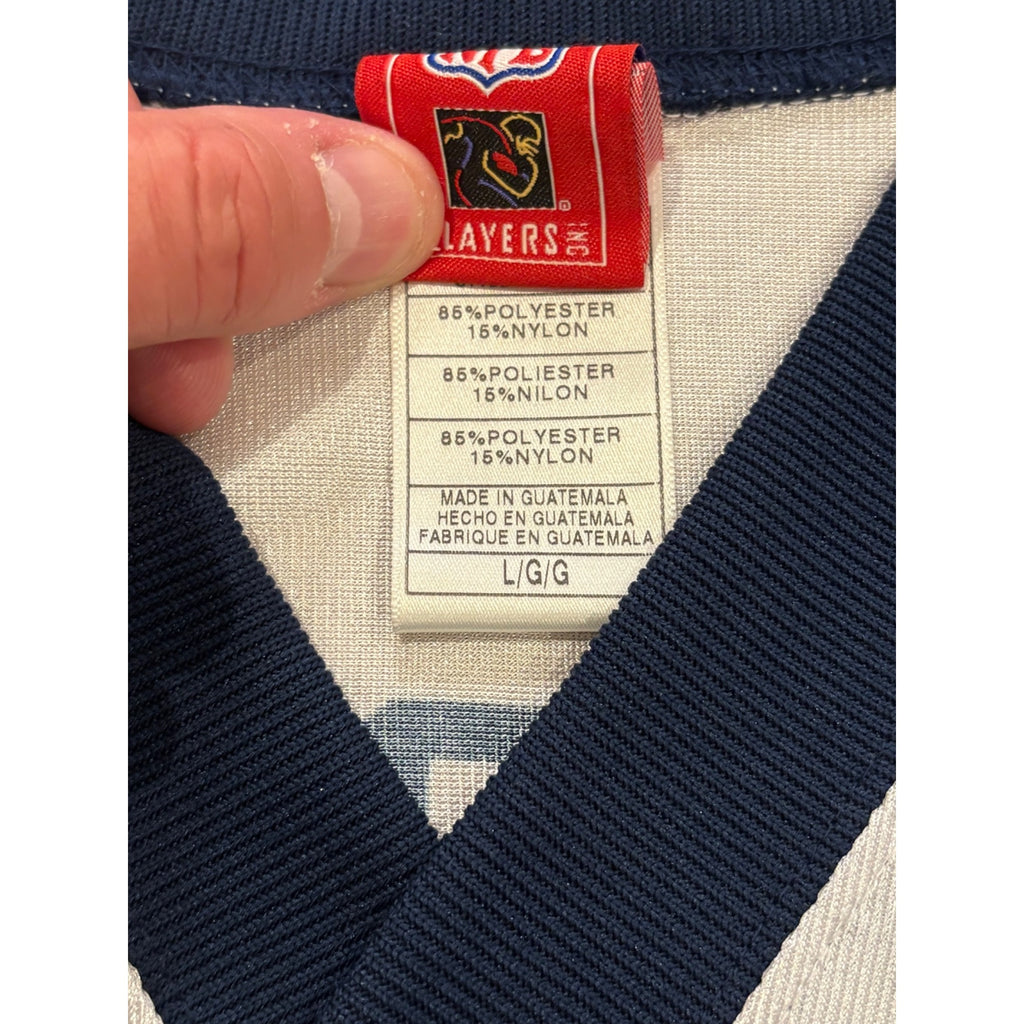 LAYERS INC
85%POLYESTER
15%NYLON
85%POLIESTER
15%NILON
85%POLYESTER
15%NYLON
MADE IN GUATEMALA
HECHO EN GUATEMALA
FABRIQUE EN GUATEMALA
L/G/G